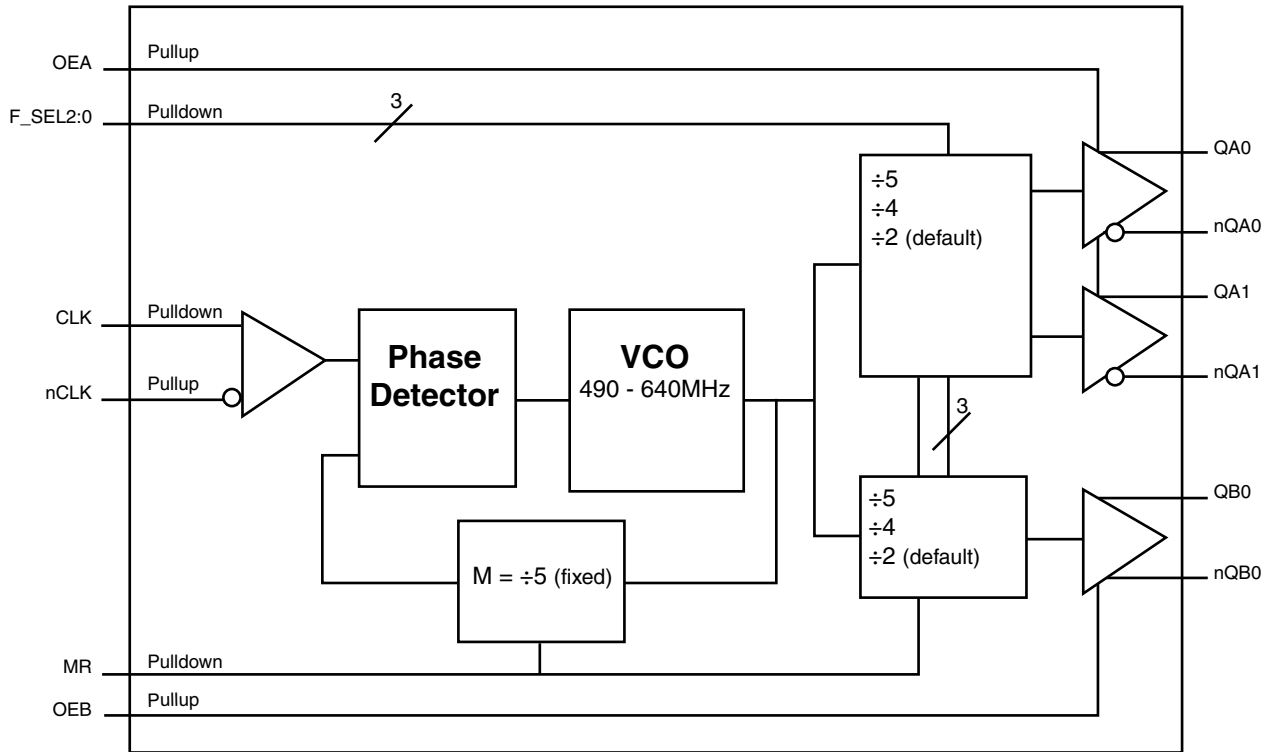 OEA
Pullup
F_SEL2:0
Pulldown
3
QA0
÷5
÷4
÷2 (default)
nQA0
QA1
CLK
Pulldown
Phase
Detector
VCO
490 - 640MHz
nQA1
nCLK
Pullup
3
÷5
÷4
÷2 (default)
QB0
nQB0
M = ÷5 (fixed)
MR
Pulldown
OEB
Pullup